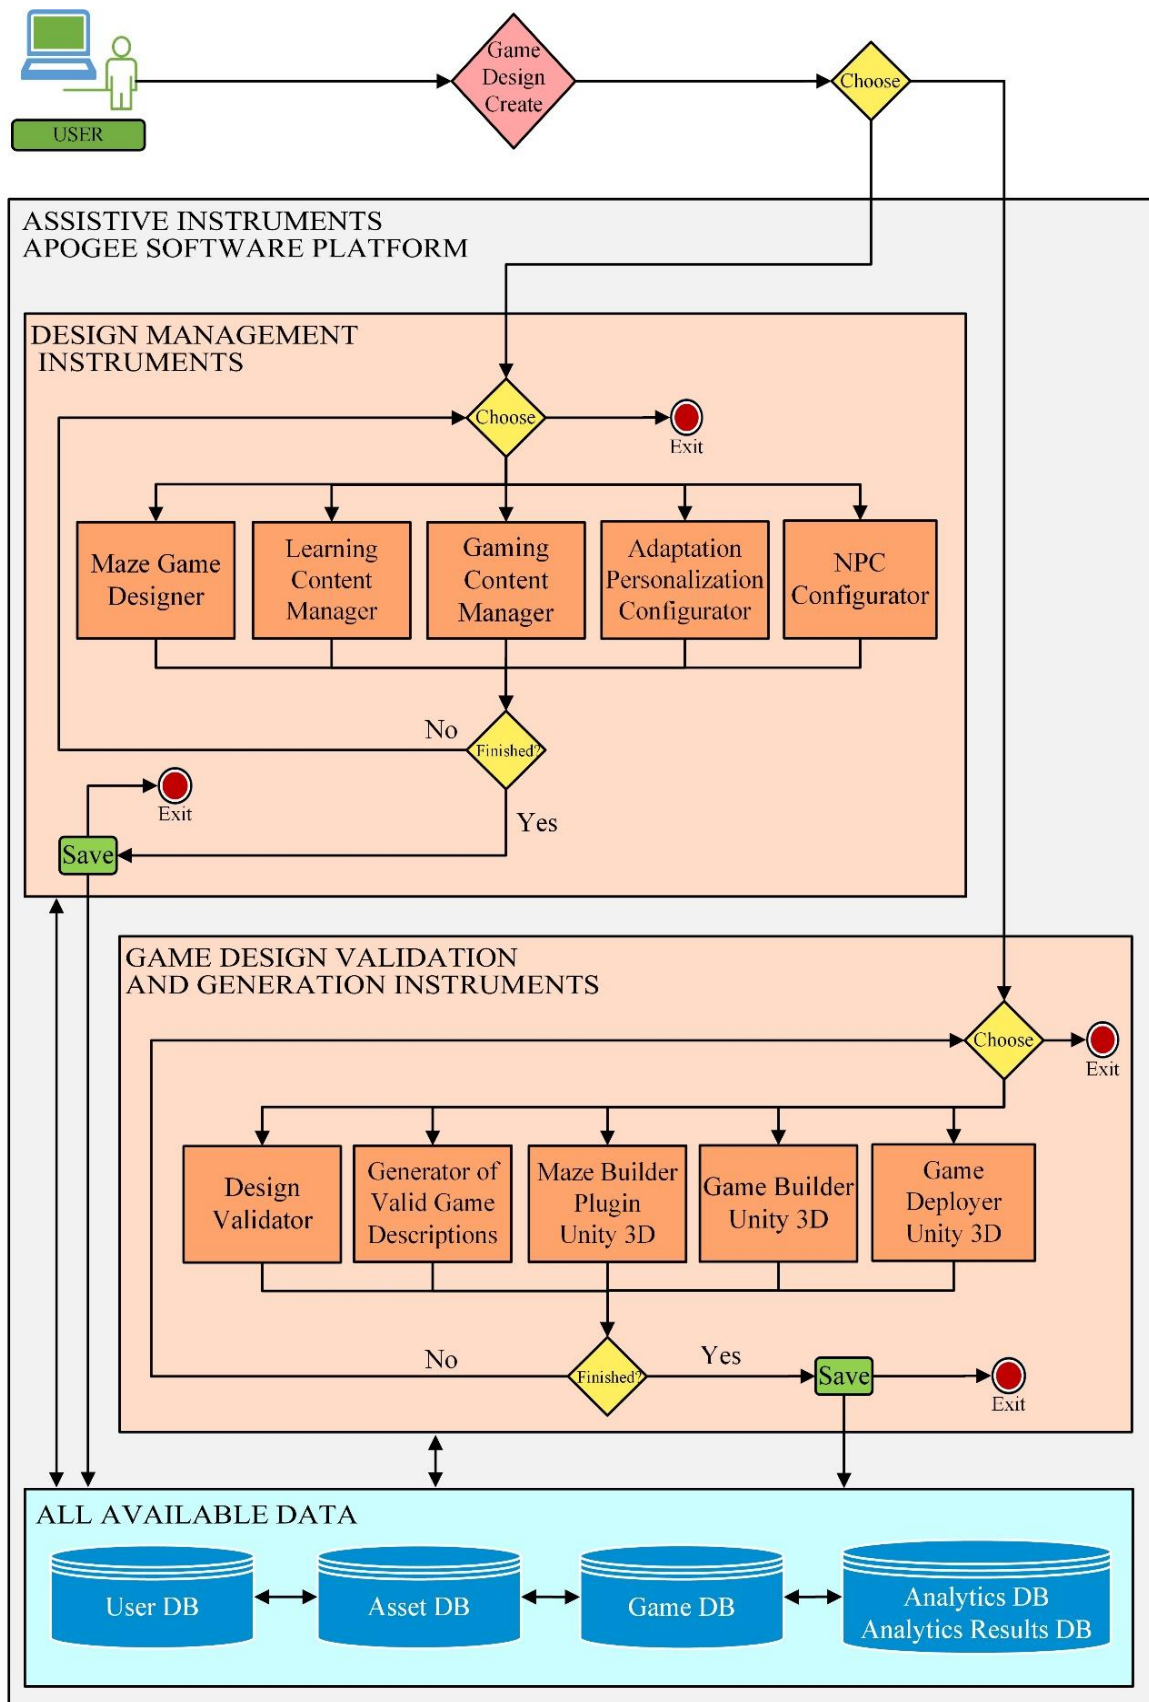 Game
Design
Create
Choose
USER
ASSISTIVE INSTRUMENTS
APOGEE SOFTWARE PLATFORM
DESIGN MANAGEMENT
INSTRUMENTS
Choose
Exit
Maze Game
Designer
Learning
Content
Manager
Gaming
Content
Manager
Adaptation
Personalization
Configurator
NPC
Configurator
No
Finished?
Exit
Yes
Save
GAME DESIGN VALIDATION
AND GENERATION INSTRUMENTS
Choose
Exit
Design
Validator
Generator of
Valid Game
Descriptions
Maze Builder
Plugin
Unity 3D
Game Builder
Unity 3D
Game
Deployer
Unity 3D
No
Finished?
Yes
Save
Exit
ALL AVAILABLE DATA
User DB
Asset DB
Game DB
Analytics DB
Analytics Results DB